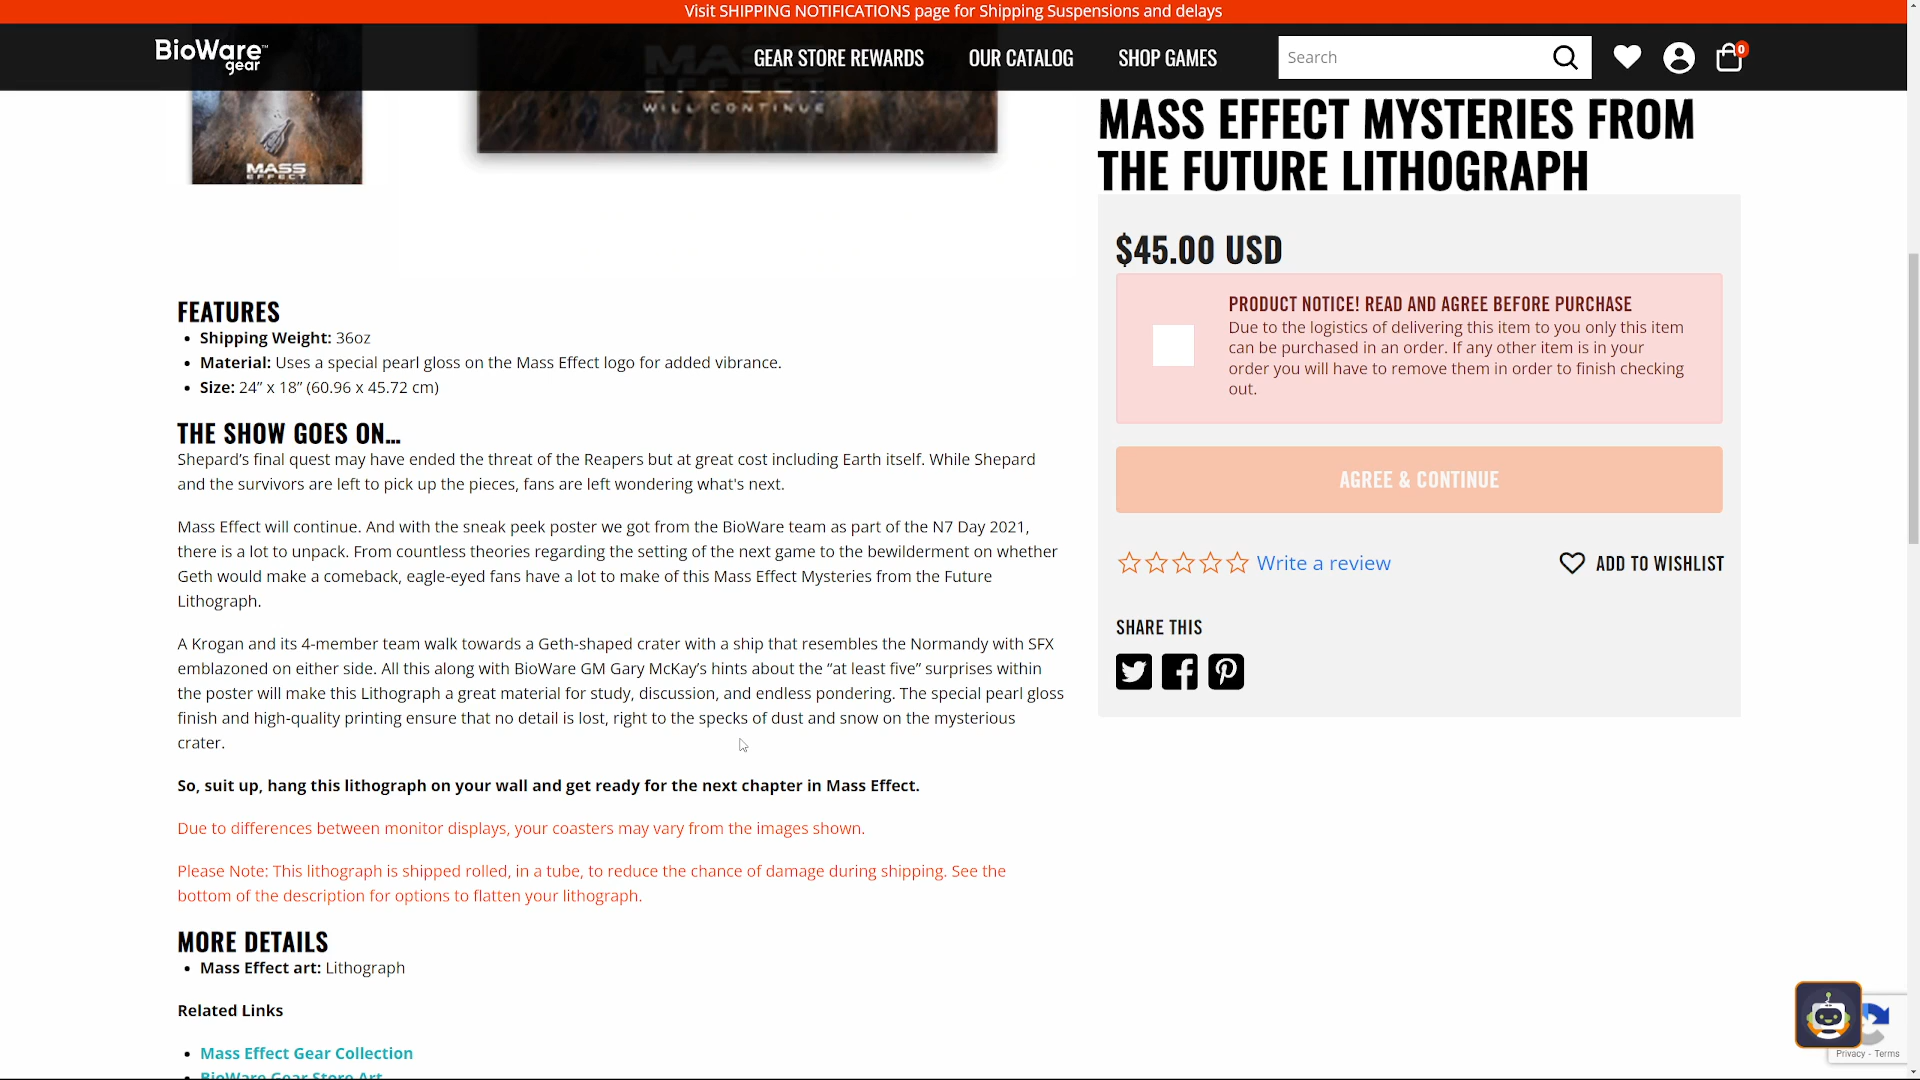 Visit SHIPPING NOTIFICATIONS page for Shipping Suspensions and delays
BioWare™
gear
GEAR STORE REWARDS
OUR CATALOG
SHOP GAMES
Search
0
MASS
EFFECT
WILL CONTINUE
MASS
EFFECT
MASS EFFECT MYSTERIES FROM
THE FUTURE LITHOGRAPH
$45.00 USD
PRODUCT NOTICE! READ AND AGREE BEFORE PURCHASE
Due to the logistics of delivering this item to you only this item
can be purchased in an order. If any other item is in your
order you will have to remove them in order to finish checking
out.
AGREE & CONTINUE
Write a review
ADD TO WISHLIST
SHARE THIS
FEATURES
• Shipping Weight: 36oz
• Material: Uses a special pearl gloss on the Mass Effect logo for added vibrance.
• Size: 24” x 18” (60.96 x 45.72 cm)
THE SHOW GOES ON...
Shepard’s final quest may have ended the threat of the Reapers but at great cost including Earth itself. While Shepard
and the survivors are left to pick up the pieces, fans are left wondering what's next.
Mass Effect will continue. And with the sneak peek poster we got from the BioWare team as part of the N7 Day 2021,
there is a lot to unpack. From countless theories regarding the setting of the next game to the bewilderment on whether
Geth would make a comeback, eagle-eyed fans have a lot to make of this Mass Effect Mysteries from the Future
Lithograph.
A Krogan and its 4-member team walk towards a Geth-shaped crater with a ship that resembles the Normandy with SFX
emblazoned on either side. All this along with BioWare GM Gary McKay’s hints about the “at least five” surprises within
the poster will make this Lithograph a great material for study, discussion, and endless pondering. The special pearl gloss
finish and high-quality printing ensure that no detail is lost, right to the specks of dust and snow on the mysterious
crater.
So, suit up, hang this lithograph on your wall and get ready for the next chapter in Mass Effect.
Due to differences between monitor displays, your coasters may vary from the images shown.
Please Note: This lithograph is shipped rolled, in a tube, to reduce the chance of damage during shipping. See the
bottom of the description for options to flatten your lithograph.
MORE DETAILS
• Mass Effect art: Lithograph
Related Links
• Mass Effect Gear Collection
• BioWare Gear Store Art
Privacy - Terms